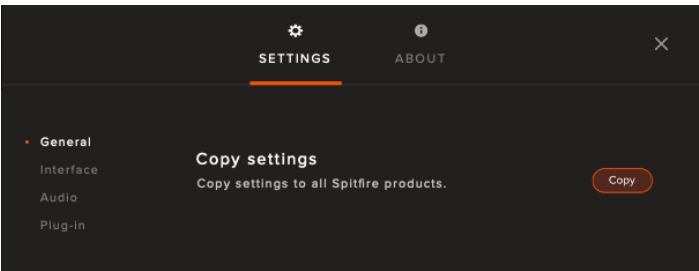 SETTINGS
ABOUT
General
Interface
Audio
Plug-in
Copy settings
Copy settings to all Spitfire products.
Copy